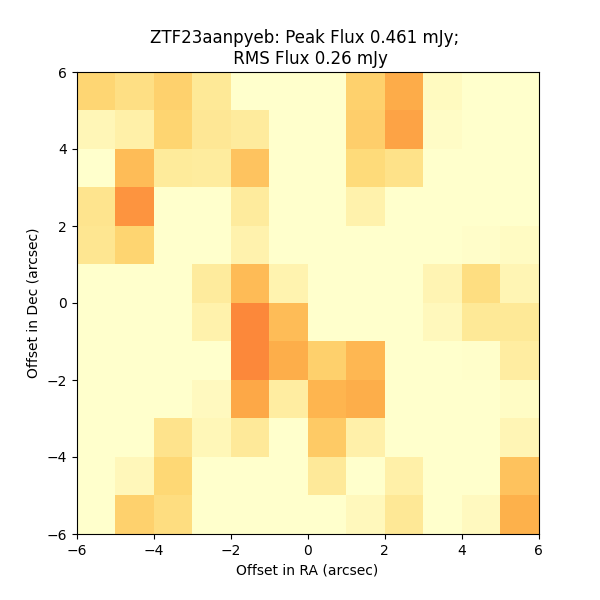 ZTF23aanpyeb: Peak Flux 0.461 mJy;
RMS Flux 0.26 mJy
6
4
2
0
−2
−4
−6
Offset in Dec (arcsec)
−6 −4 −2 0 2 4 6
Offset in RA (arcsec)